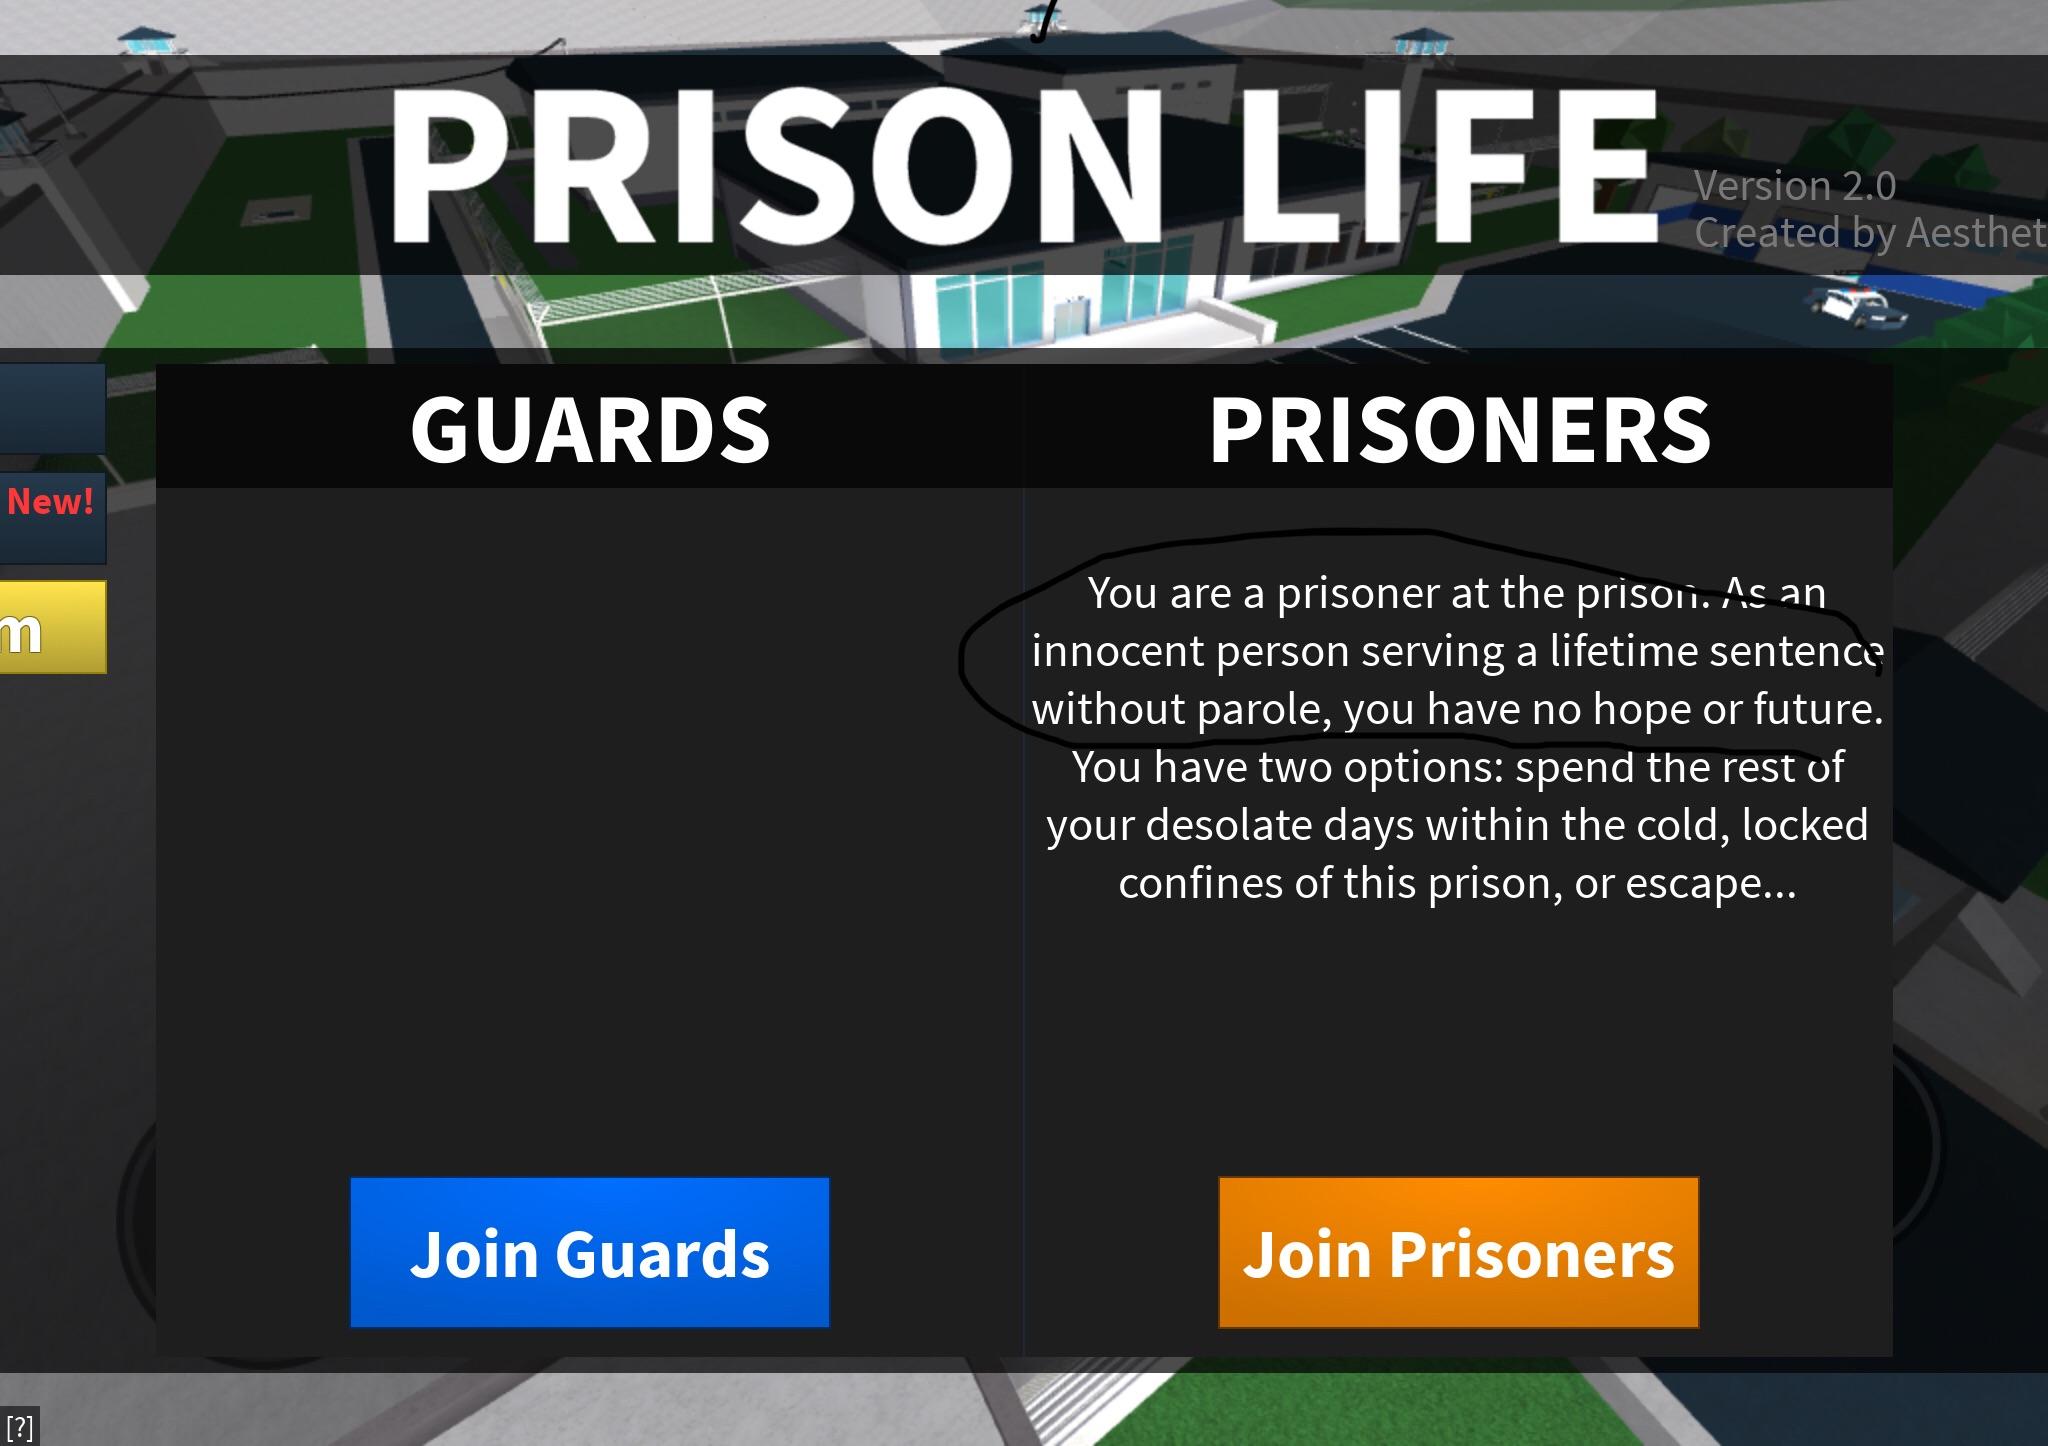 PRISON LIFE
Version 2.0
Created by Aesthet
GUARDS
PRISONERS
New!
m
You are a prisoner at the prison. As an
innocent person serving a lifetime sentence
without parole, you have no hope or future.
You have two options: spend the rest of
your desolate days within the cold, locked
confines of this prison, or escape...
Join Guards
Join Prisoners
[?]